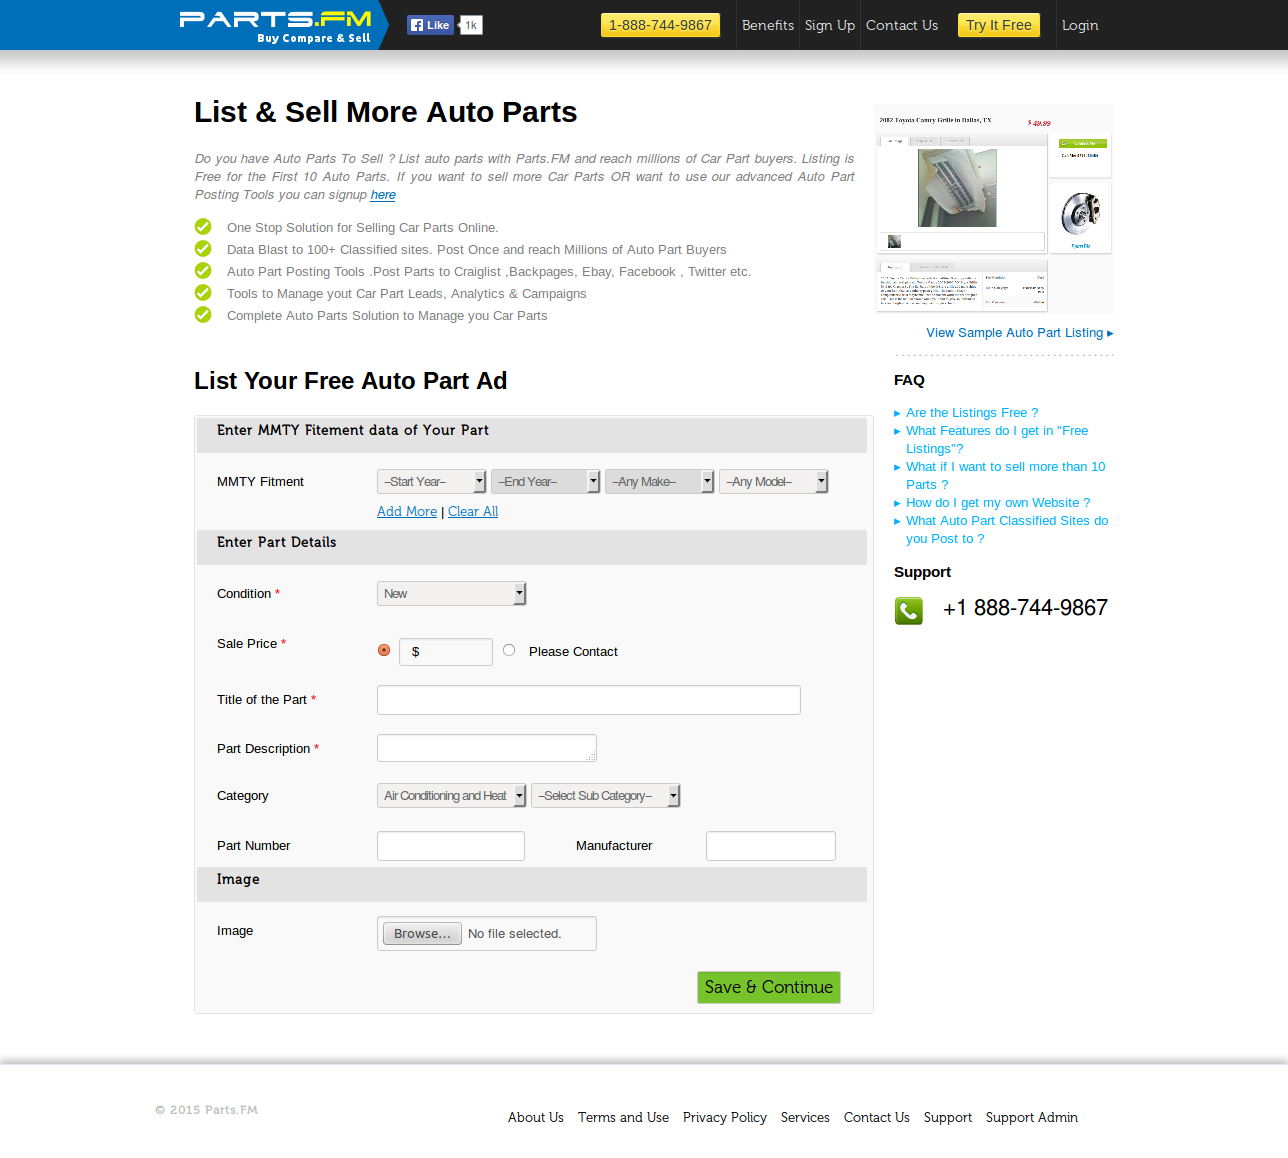 PARTS.FM
Buy Compare & Sell
Like 1k
1-888-744-9867
Benefits
Sign Up
Contact Us
Try It Free
Login
List & Sell More Auto Parts
Do you have Auto Parts To Sell ? List auto parts with Parts.FM and reach millions of Car Part buyers. Listing is
Free for the First 10 Auto Parts. If you want to sell more Car Parts OR want to use our advanced Auto Part
Posting Tools you can signup here
One Stop Solution for Selling Car Parts Online.
Data Blast to 100+ Classified sites. Post Once and reach Millions of Auto Part Buyers
Auto Part Posting Tools .Post Parts to Craiglist ,Backpages, Ebay, Facebook , Twitter etc.
Tools to Manage yout Car Part Leads, Analytics & Campaigns
Complete Auto Parts Solution to Manage you Car Parts
2002 Toyota Camry Grille in Dallas, TX
$ 49.99
View Sample Auto Part Listing ▸
List Your Free Auto Part Ad
Enter MMTY Fitement data of Your Part
MMTY Fitment
--Start Year--
--End Year--
--Any Make--
--Any Model--
Add More | Clear All
Enter Part Details
Condition *
New
Sale Price *
$
Please Contact
Title of the Part *
Part Description *
Category
Air Conditioning and Heat
--Select Sub Category--
Part Number
Manufacturer
Image
Image
Browse... No file selected.
Save & Continue
FAQ
▸ Are the Listings Free ?
▸ What Features do I get in "Free
Listings"?
▸ What if I want to sell more than 10
Parts ?
▸ How do I get my own Website ?
▸ What Auto Part Classified Sites do
you Post to ?
Support
+1 888-744-9867
© 2015 Parts.FM
About Us
Terms and Use
Privacy Policy
Services
Contact Us
Support
Support Admin